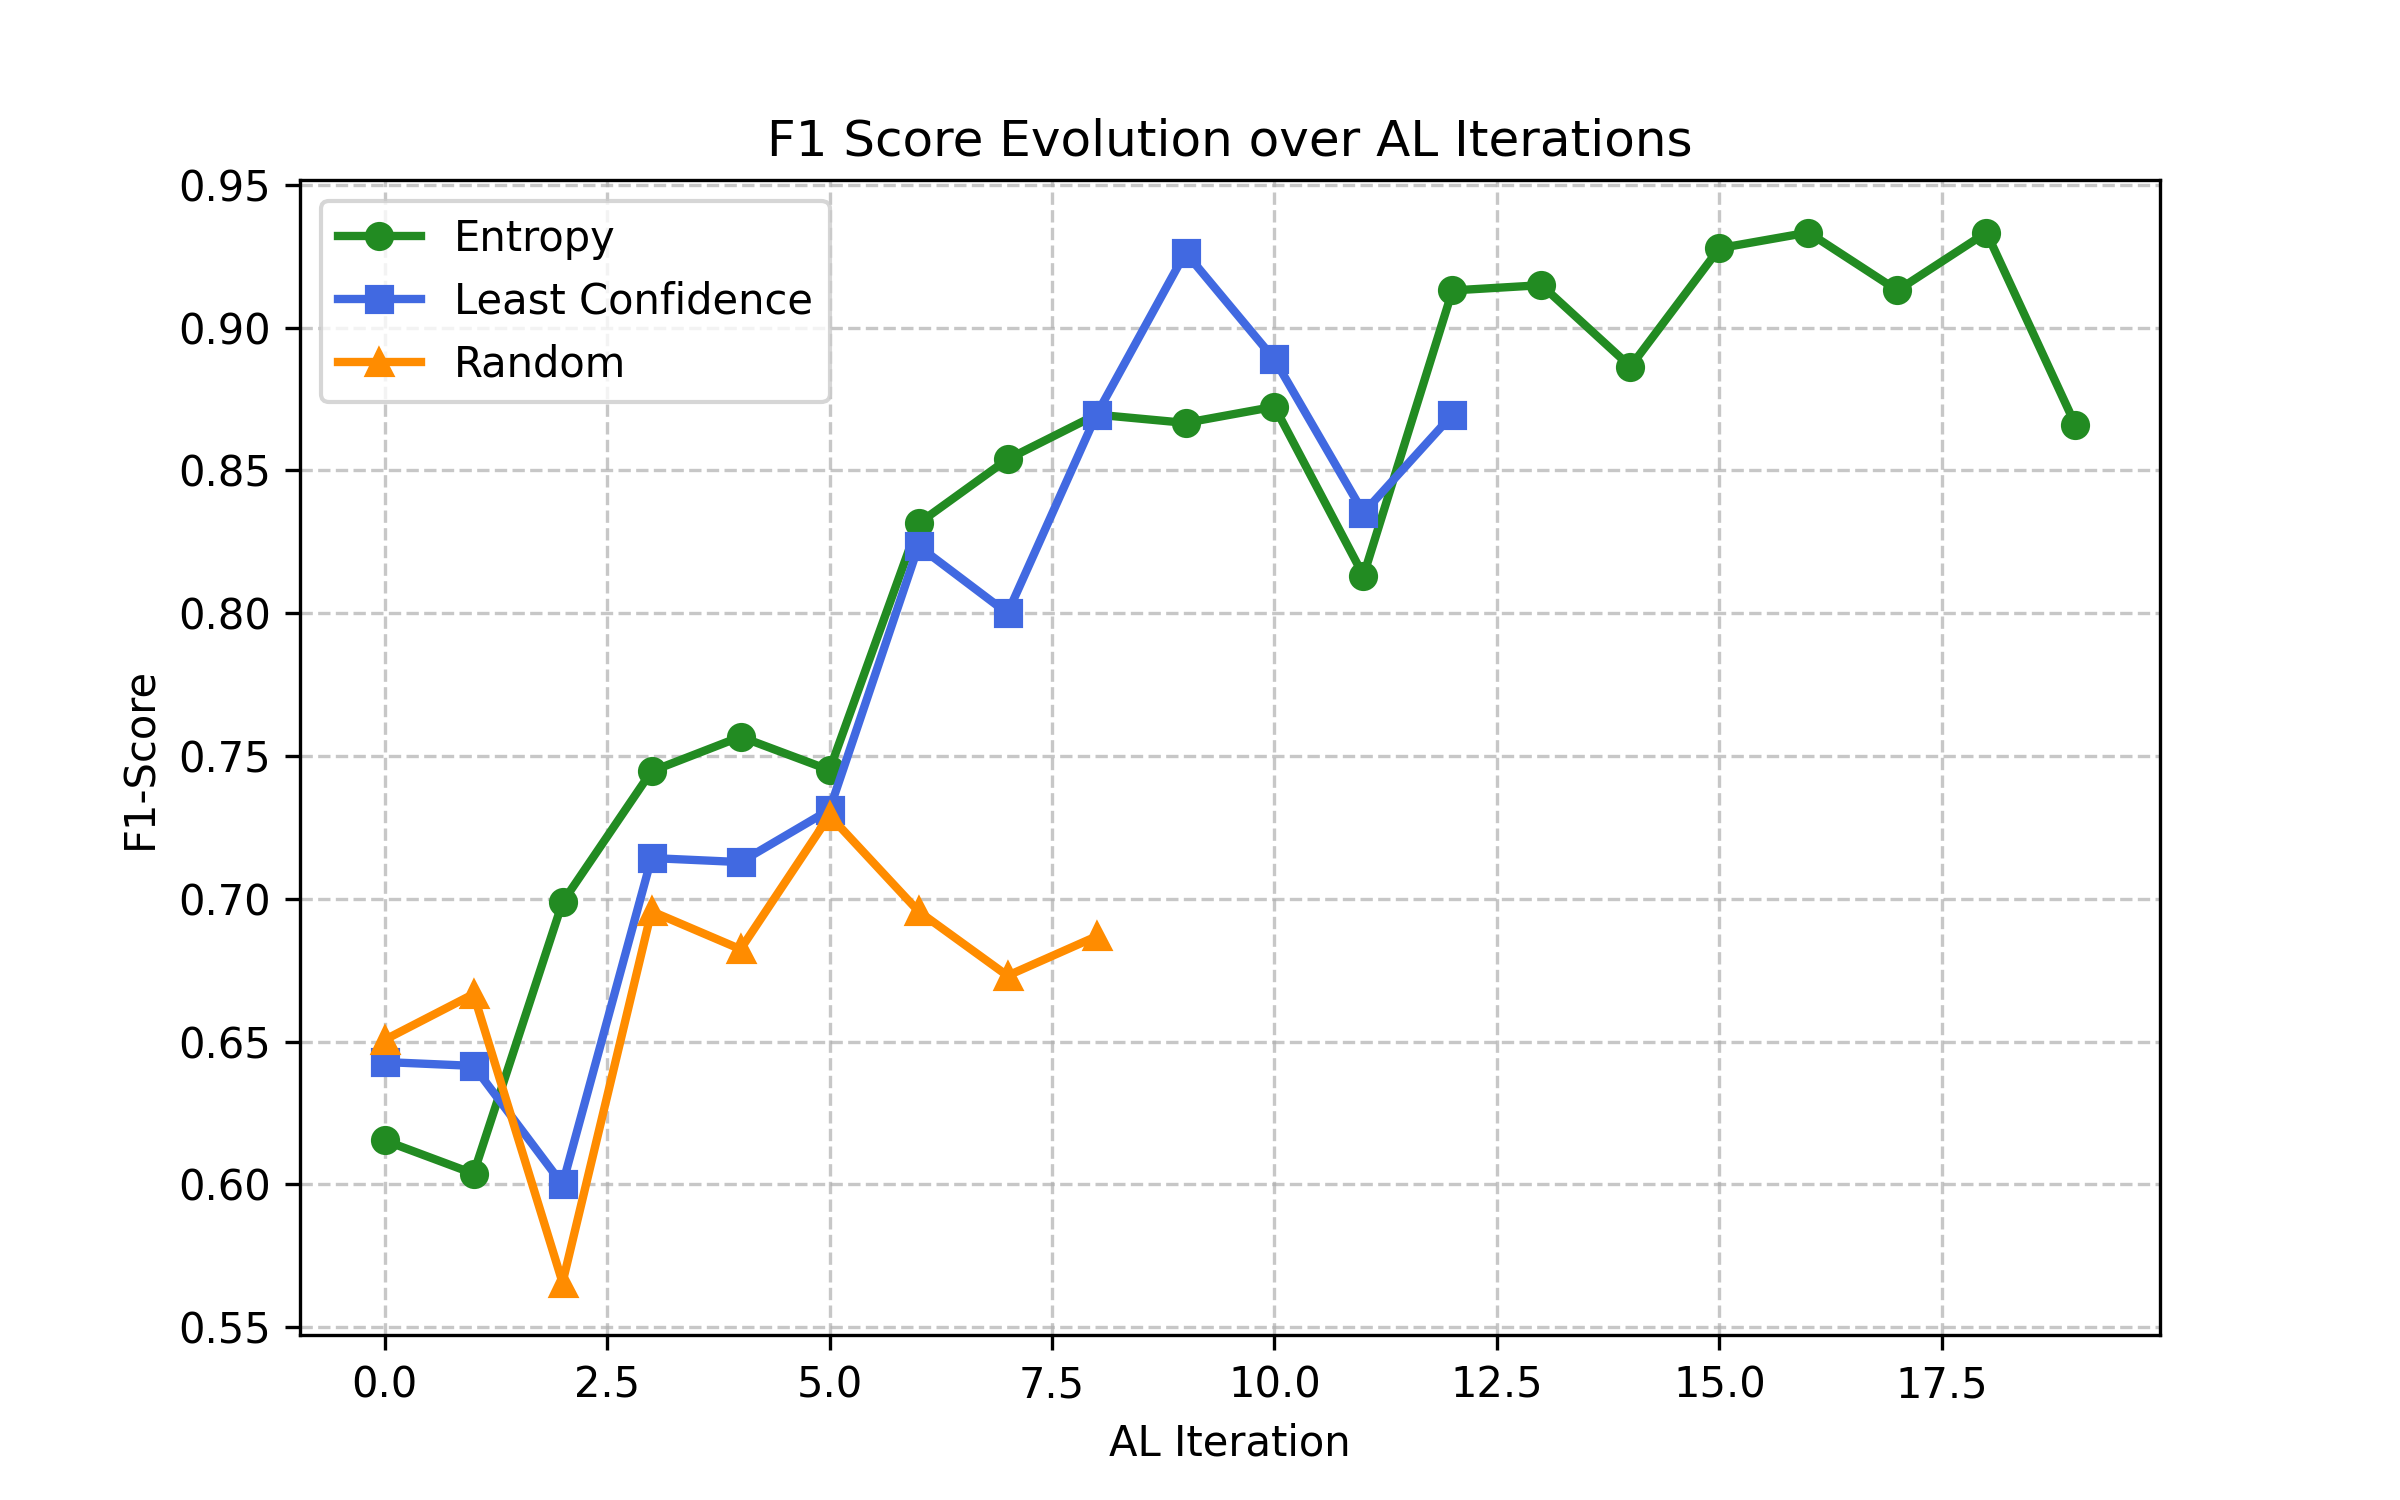 F1 Score Evolution over AL Iterations
Entropy
Least Confidence
Random
F1-Score
0.95
0.90
0.85
0.80
0.75
0.70
0.65
0.60
0.55
0.0 2.5 5.0 7.5 10.0 12.5 15.0 17.5
AL Iteration